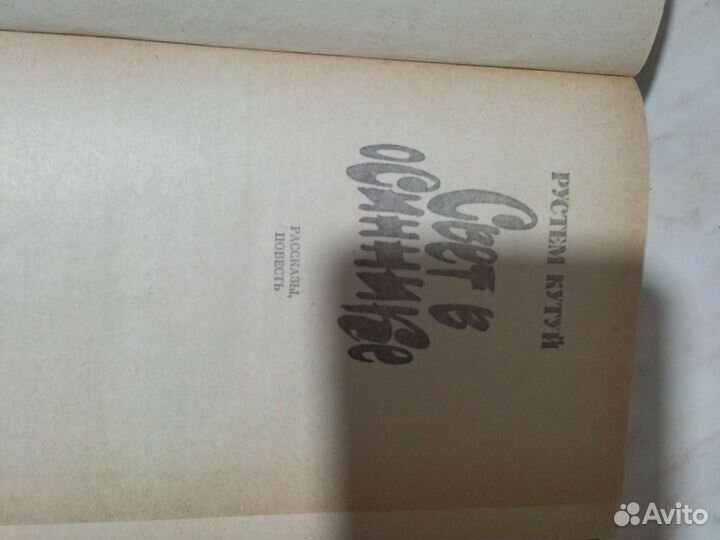 РУСТЕМ КУТУЙ
Свет в
осиннике
РАССКАЗЫ,
ПОВЕСТЬ
Avito